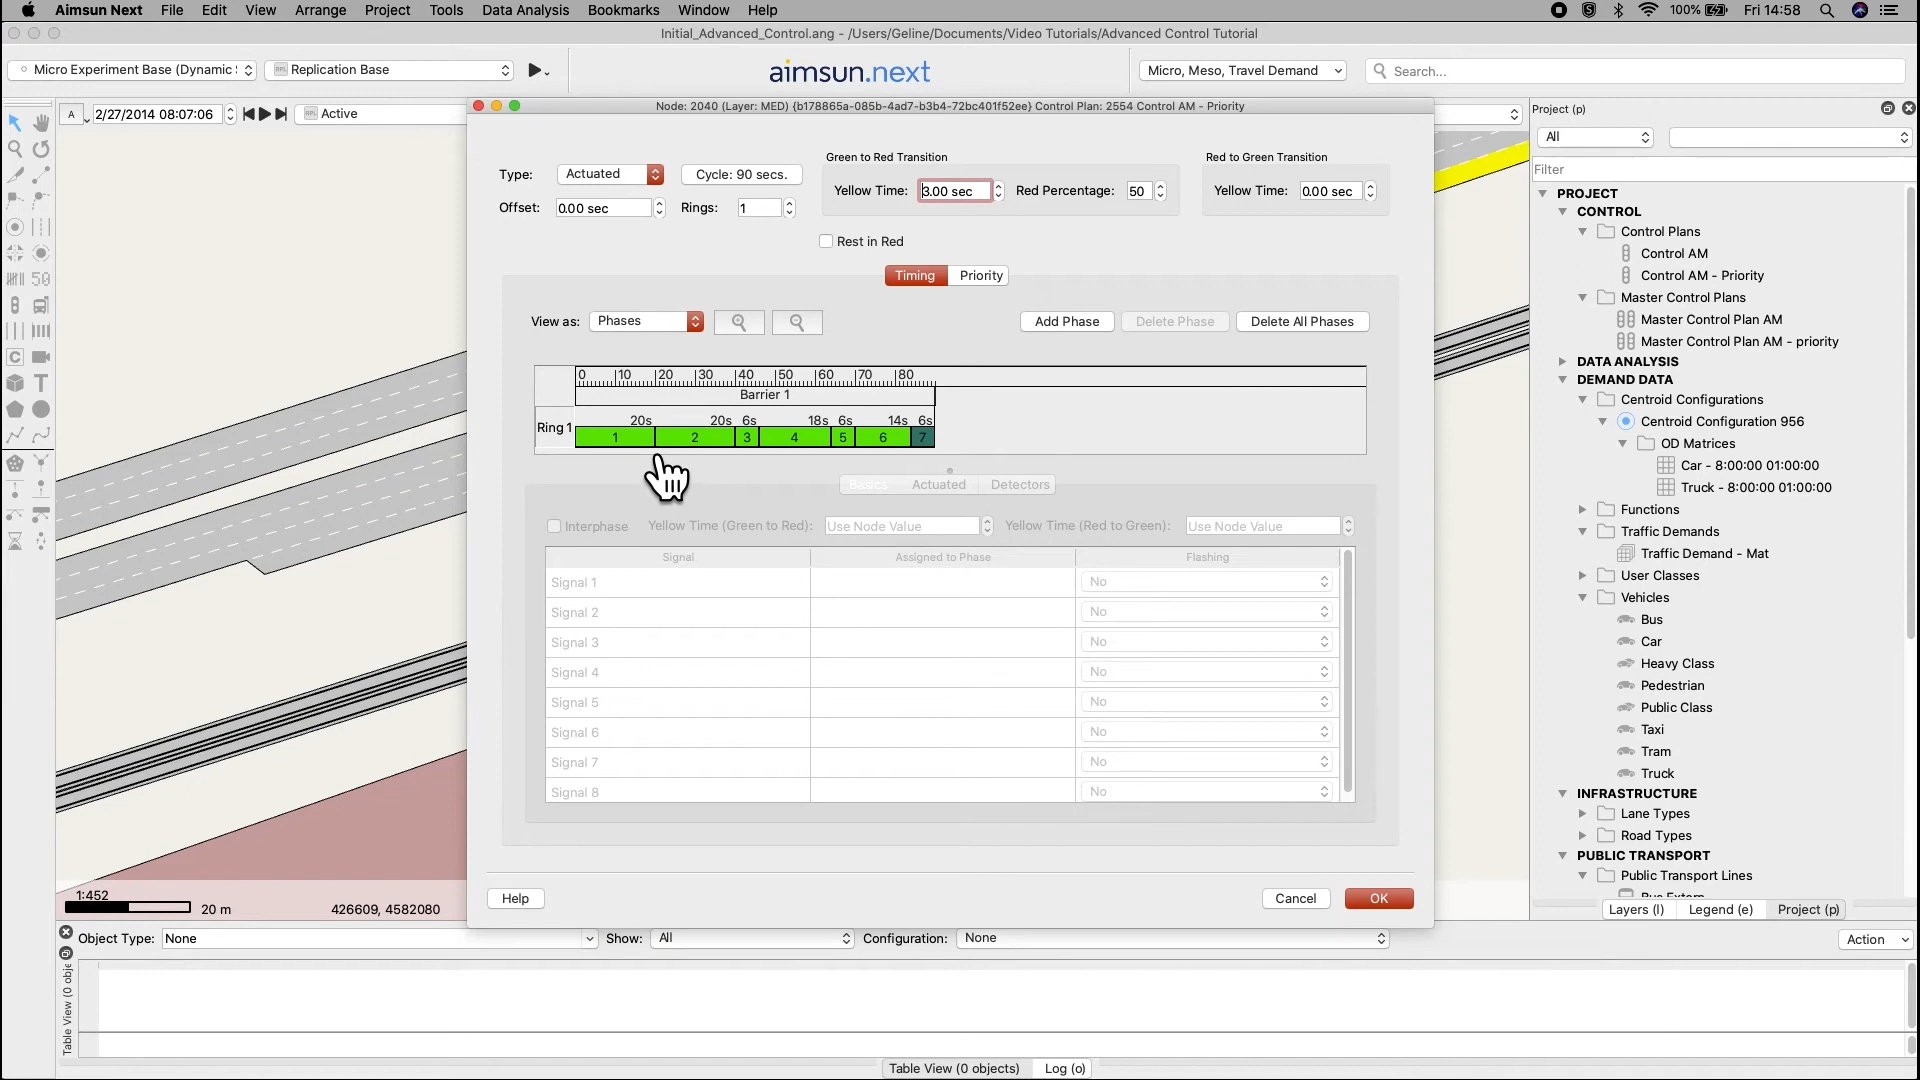 Aimsun Next File Edit View Arrange Project Tools Data Analysis Bookmarks Window Help 100% Fri 14:58
Initial_Advanced_Control.ang - /Users/Geline/Documents/Video Tutorials/Advanced Control Tutorial
Micro Experiment Base (Dynamic Replication Base aimsun.next Micro, Meso, Travel Demand Search...
A 2/27/2014 08:07:06 Active
Node: 2040 (Layer: MED) {b178865a-085b-4ad7-b3b4-72bc401f52ee} Control Plan: 2554 Control AM - Priority
Type: Actuated Cycle: 90 secs.
Offset: 0.00 sec Rings: 1
Green to Red Transition
Yellow Time: 3.00 sec Red Percentage: 50
Red to Green Transition
Yellow Time: 0.00 sec
Rest in Red
Timing Priority
View as: Phases Add Phase Delete Phase Delete All Phases
0 10 20 30 40 50 60 70 80
Barrier 1
20s 20s 6s 18s 6s 14s 6s
Ring 1
1 2 3 4 5 6 7
Basics Actuated Detectors
Interphase Yellow Time (Green to Red): Use Node Value Yellow Time (Red to Green): Use Node Value
Signal Assigned to Phase Flashing
Signal 1 No
Signal 2 No
Signal 3 No
Signal 4 No
Signal 5 No
Signal 6 No
Signal 7 No
Signal 8 No
Help Cancel OK
1:452
20 m 426609, 4582080
Project (p)
All
Filter
PROJECT
CONTROL
Control Plans
Control AM
Control AM - Priority
Master Control Plans
Master Control Plan AM
Master Control Plan AM - priority
DATA ANALYSIS
DEMAND DATA
Centroid Configurations
Centroid Configuration 956
OD Matrices
Car - 8:00:00 01:00:00
Truck - 8:00:00 01:00:00
Functions
Traffic Demands
Traffic Demand - Mat
User Classes
Vehicles
Bus
Car
Heavy Class
Pedestrian
Public Class
Taxi
Tram
Truck
INFRASTRUCTURE
Lane Types
Road Types
PUBLIC TRANSPORT
Public Transport Lines
Layers (l) Legend (e) Project (p)
Object Type: None Show: All Configuration: None Action
Table View (0 obje
Table View (0 objects) Log (o)